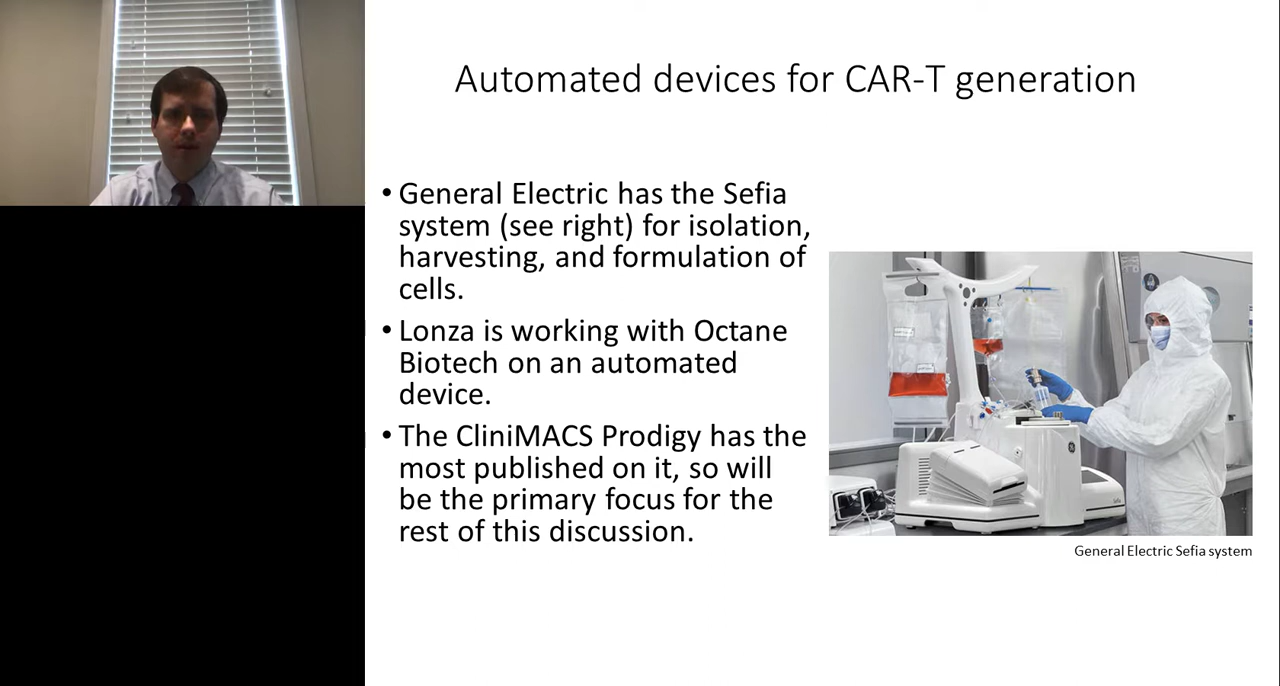 Automated devices for CAR-T generation
• General Electric has the Sefia
system (see right) for isolation,
harvesting, and formulation of
cells.
• Lonza is working with Octane
Biotech on an automated
device.
• The CliniMACS Prodigy has the
most published on it, so will
be the primary focus for the
rest of this discussion.
General Electric Sefia system